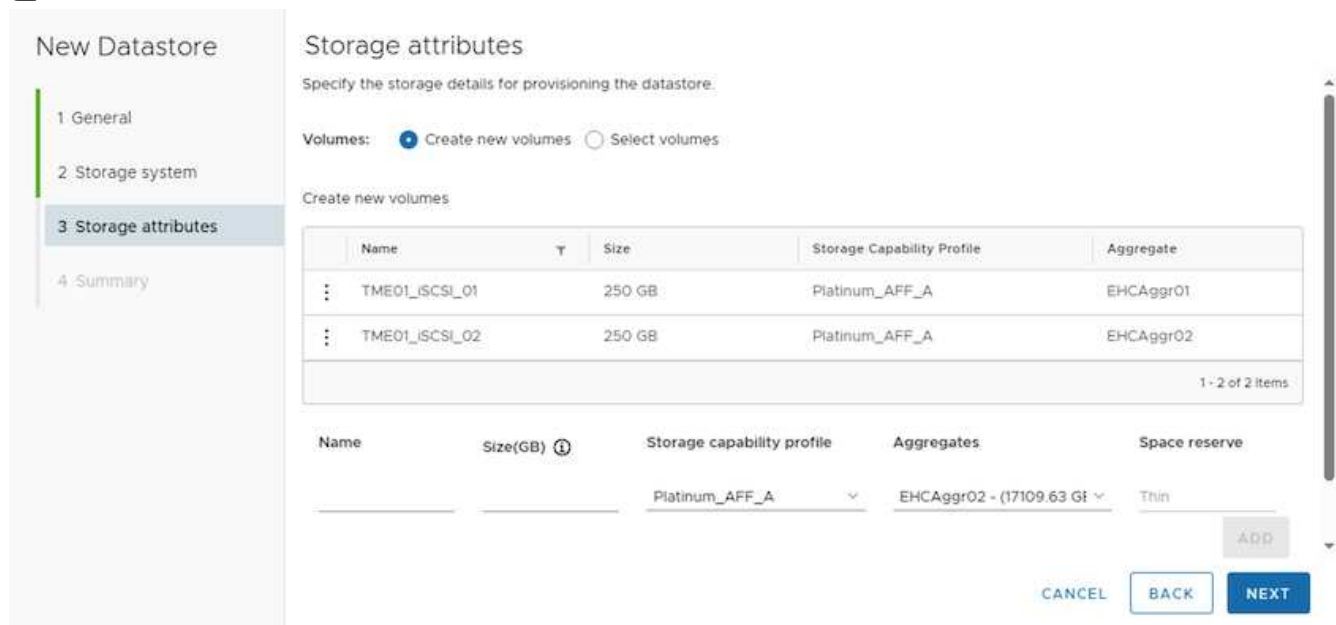 New Datastore
1 General
2 Storage system
3 Storage attributes
4 Summary
Storage attributes
Specify the storage details for provisioning the datastore.
Volumes: Create new volumes Select volumes
Create new volumes
Name Size Storage Capability Profile Aggregate
TME01_iSCSI_01 250 GB Platinum_AFF_A EHCAggr01
TME01_iSCSI_02 250 GB Platinum_AFF_A EHCAggr02
1 - 2 of 2 Items
Name Size(GB) Storage capability profile Aggregates Space reserve
Platinum_AFF_A EHCAggr02 - (17109.63 GE Thin
ADD
CANCEL BACK NEXT